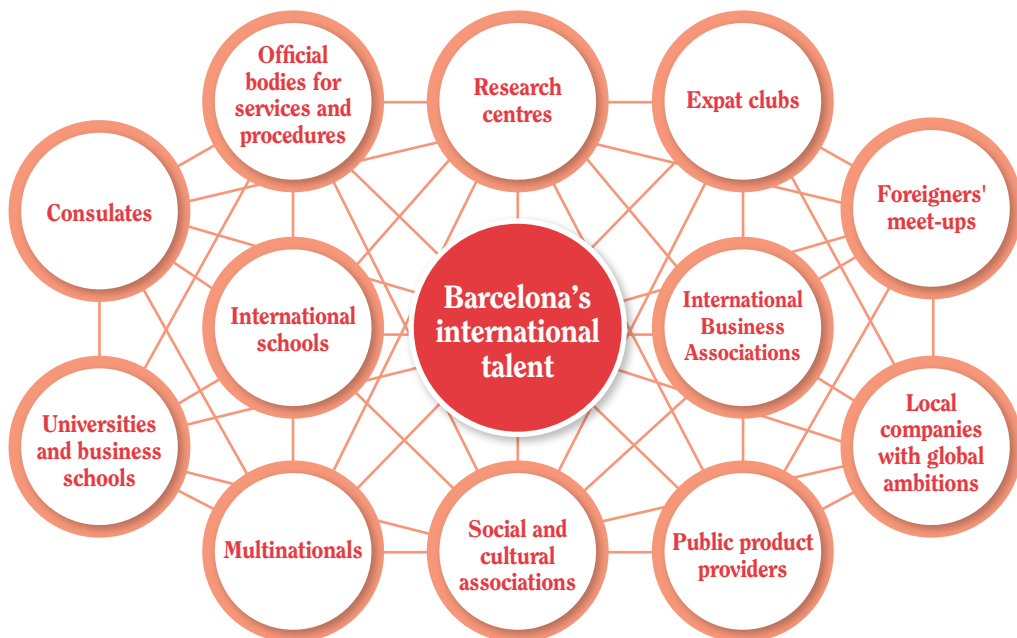 Official
bodies for
services and
procedures
Research
centres
Expat clubs
Consulates
Foreigners'
meet-ups
International
schools
Barcelona’s
international
talent
International
Business
Associations
Universities
and business
schools
Local
companies
with global
ambitions
Multinationals
Social and
cultural
associations
Public product
providers